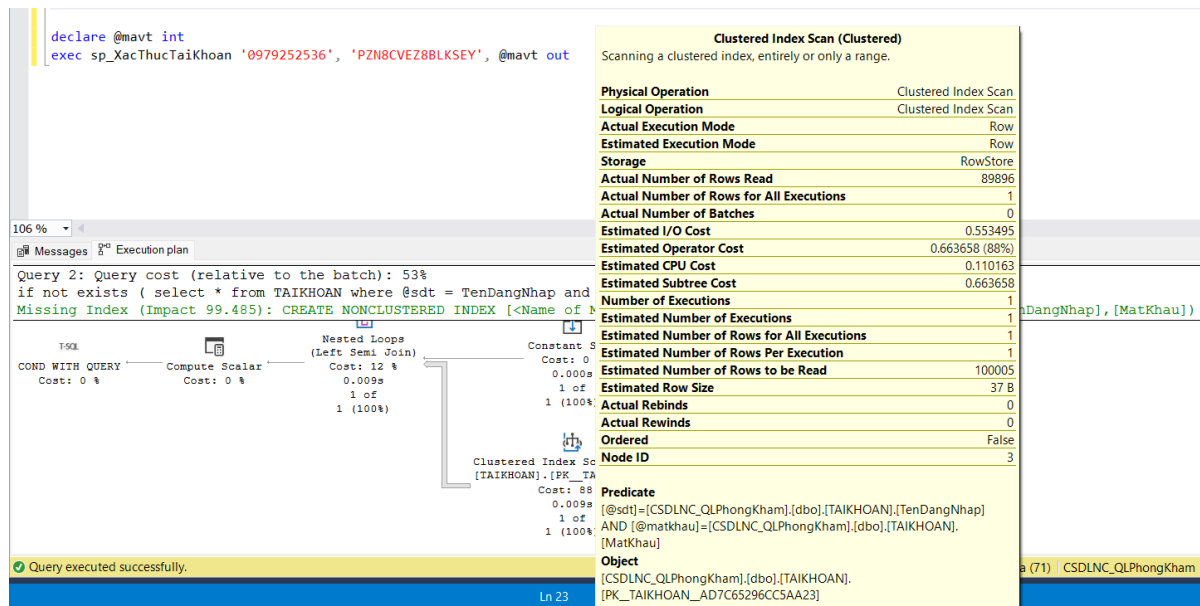 declare @mavt int
exec sp_XacThucTaiKhoan '0979252536', 'PZN8CVEZ8BLKSEY', @mavt out
106 %
Messages
Execution plan
Query 2: Query cost (relative to the batch): 53%
if not exists ( select * from TAIKHOAN where @sdt = TenDangNhap and
Missing Index (Impact 99.485): CREATE NONCLUSTERED INDEX [<Name of
DangNhap],[MatKhau])
T-SQL
COND WITH QUERY
Cost: 0 %
Compute Scalar
Cost: 0 %
Nested Loops
(Left Semi Join)
Cost: 12 %
0.009s
1 of
1 (100%)
Constant S
Cost: 0
0.000s
1 of
1 (100%
Clustered Index Sc
[TAIKHOAN].[PK__TA
Cost: 88
0.009s
1 of
1 (100%
Clustered Index Scan (Clustered)
Scanning a clustered index, entirely or only a range.
Physical Operation Clustered Index Scan
Logical Operation Clustered Index Scan
Actual Execution Mode Row
Estimated Execution Mode Row
Storage RowStore
Actual Number of Rows Read 89896
Actual Number of Rows for All Executions 1
Actual Number of Batches 0
Estimated I/O Cost 0.553495
Estimated Operator Cost 0.663658 (88%)
Estimated CPU Cost 0.110163
Estimated Subtree Cost 0.663658
Number of Executions 1
Estimated Number of Executions 1
Estimated Number of Rows for All Executions 1
Estimated Number of Rows Per Execution 1
Estimated Number of Rows to be Read 100005
Estimated Row Size 37 B
Actual Rebinds 0
Actual Rewinds 0
Ordered False
Node ID 3
Predicate
[@sdt]=[CSDLNC_QLPhongKham].[dbo].[TAIKHOAN].[TenDangNhap]
AND [@matkhau]=[CSDLNC_QLPhongKham].[dbo].[TAIKHOAN].
[MatKhau]
Object
[CSDLNC_QLPhongKham].[dbo].[TAIKHOAN].
[PK__TAIKHOAN__AD7C65296CC5AA23]
Query executed successfully.
a (71)
CSDLNC_QLPhongKham
Ln 23